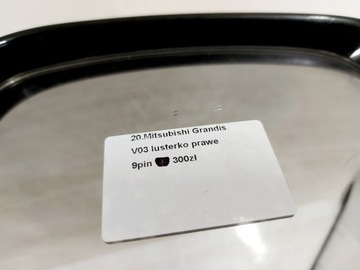 20.Mitsubishi Grandis
V03 lusterko prawe
9pin 300zł